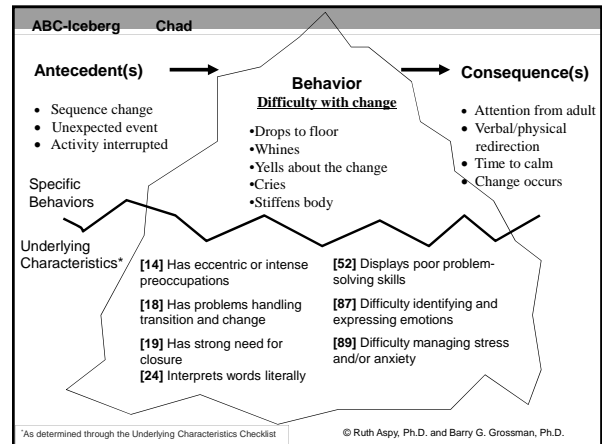 ABC-Iceberg Chad
Antecedent(s)
• Sequence change
• Unexpected event
• Activity interrupted
Behavior
Difficulty with change
•Drops to floor
•Whines
•Yells about the change
•Cries
•Stiffens body
Consequence(s)
• Attention from adult
• Verbal/physical
redirection
• Time to calm
• Change occurs
Specific
Behaviors
Underlying
Characteristics*
[14] Has eccentric or intense
preoccupations
[18] Has problems handling
transition and change
[19] Has strong need for
closure
[24] Interprets words literally
[52] Displays poor problem-
solving skills
[87] Difficulty identifying and
expressing emotions
[89] Difficulty managing stress
and/or anxiety
*As determined through the Underlying Characteristics Checklist
© Ruth Aspy, Ph.D. and Barry G. Grossman, Ph.D.